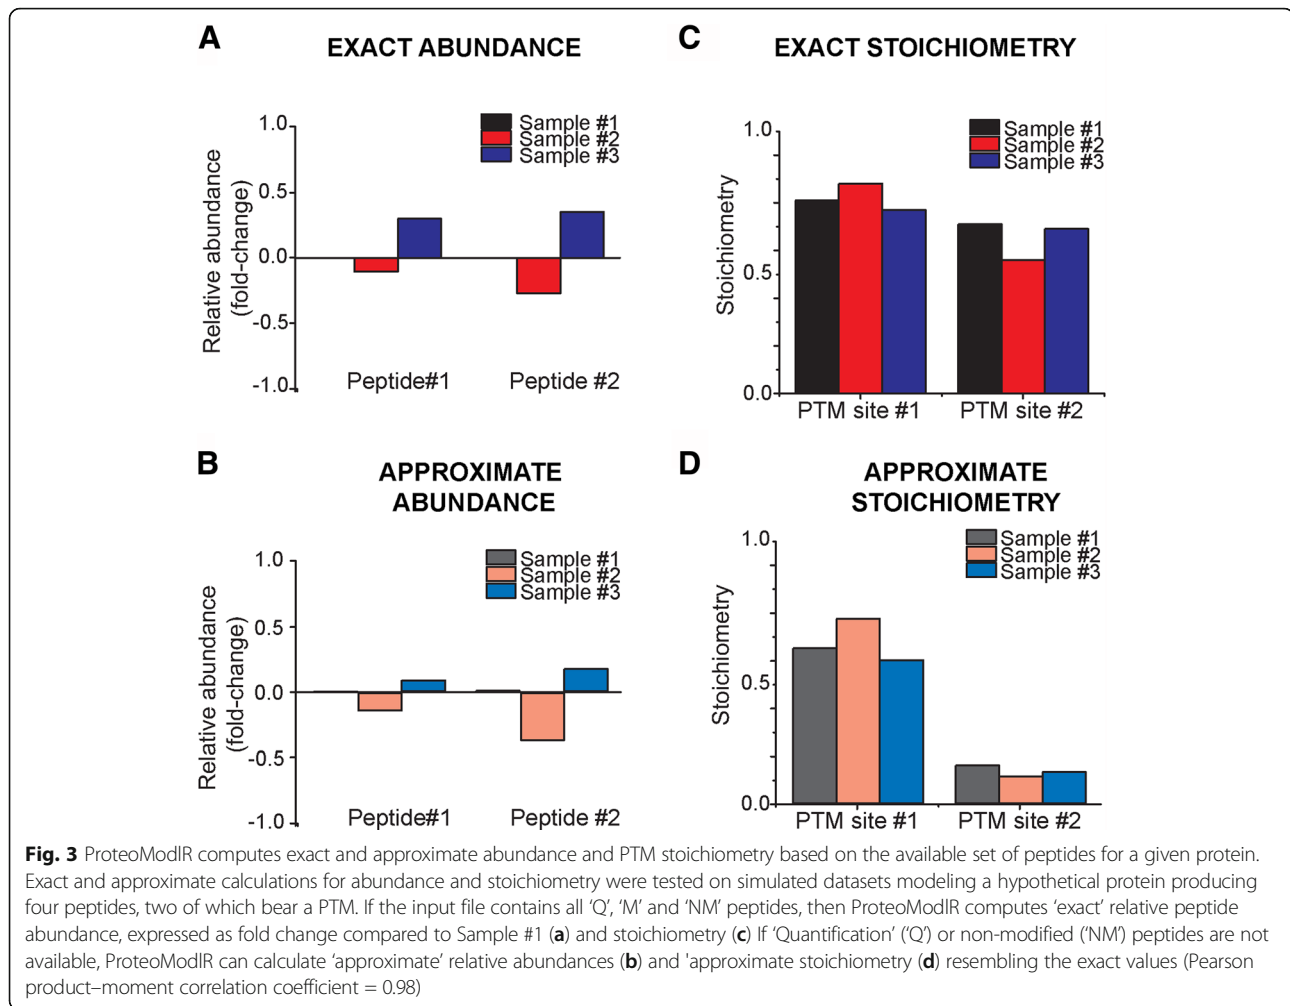 A
EXACT ABUNDANCE
Sample #1
Sample #2
Sample #3
1.0
0.5
0.0
-0.5
-1.0
Relative abundance
(fold-change)
Peptide#1
Peptide #2
C
EXACT STOICHIOMETRY
Sample #1
Sample #2
Sample #3
1.0
0.5
0.0
Stoichiometry
PTM site #1
PTM site #2
B
APPROXIMATE
ABUNDANCE
Sample #1
Sample #2
Sample #3
1.0
0.5
0.0
-0.5
-1.0
Relative abundance
(fold-change)
Peptide#1
Peptide #2
D
APPROXIMATE
STOICHIOMETRY
Sample #1
Sample #2
Sample #3
1.0
0.5
0.0
Stoichiometry
PTM site #1
PTM site #2
Fig. 3 ProteoModlR computes exact and approximate abundance and PTM stoichiometry based on the available set of peptides for a given protein.
Exact and approximate calculations for abundance and stoichiometry were tested on simulated datasets modeling a hypothetical protein producing
four peptides, two of which bear a PTM. If the input file contains all ‘Q’, ‘M’ and ‘NM’ peptides, then ProteoModlR computes ‘exact’ relative peptide
abundance, expressed as fold change compared to Sample #1 (a) and stoichiometry (c) If ‘Quantification’ (‘Q’) or non-modified (‘NM’) peptides are not
available, ProteoModlR can calculate ‘approximate’ relative abundances (b) and 'approximate stoichiometry (d) resembling the exact values (Pearson
product–moment correlation coefficient = 0.98)